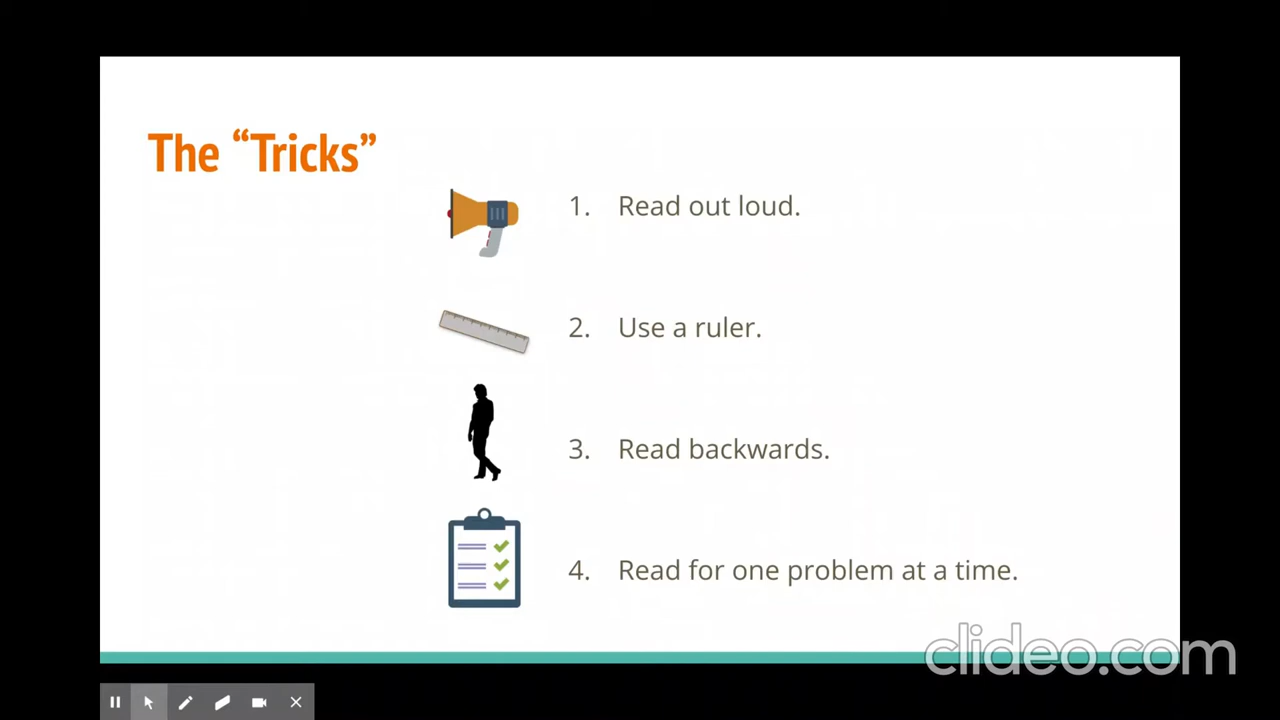 The “Tricks”
1. Read out loud.
2. Use a ruler.
3. Read backwards.
4. Read for one problem at a time.
clideo.com